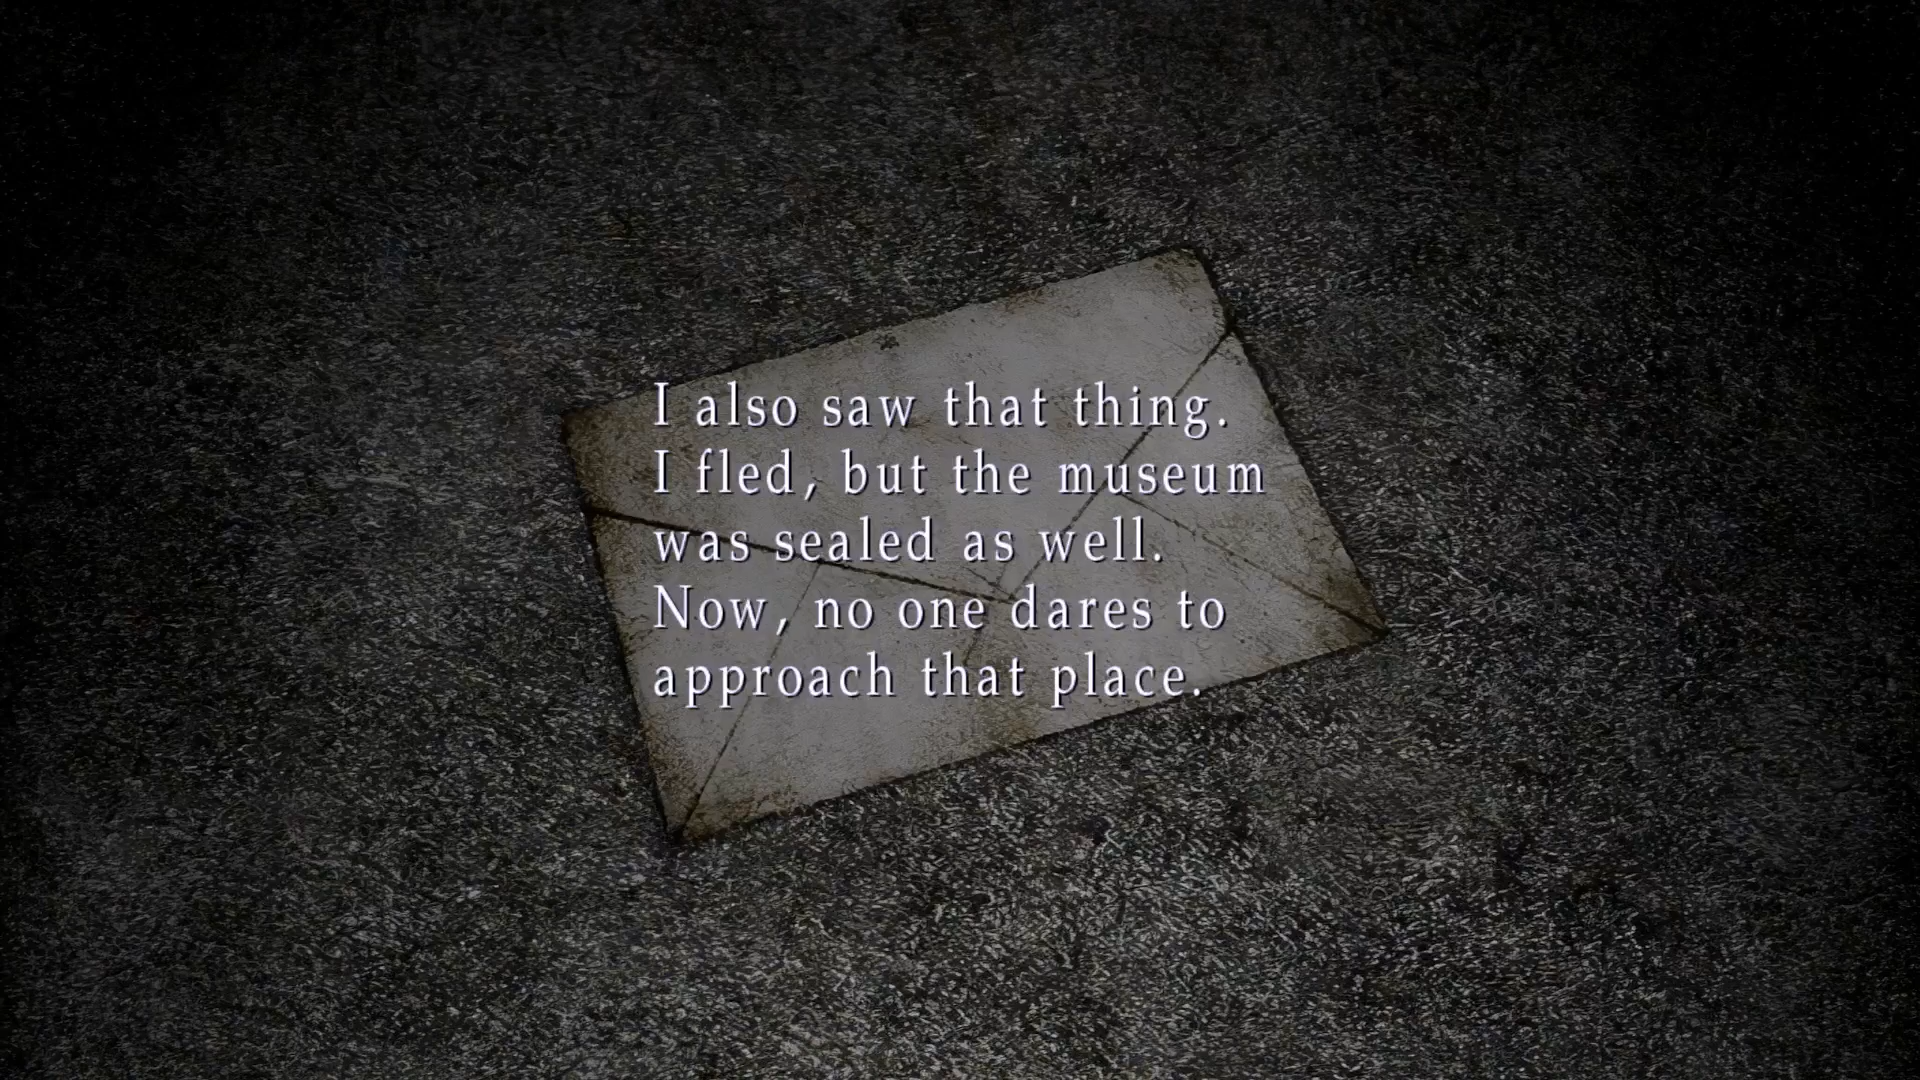 I also saw that thing.
I fled, but the museum
was sealed as well.
Now, no one dares to
approach that place.